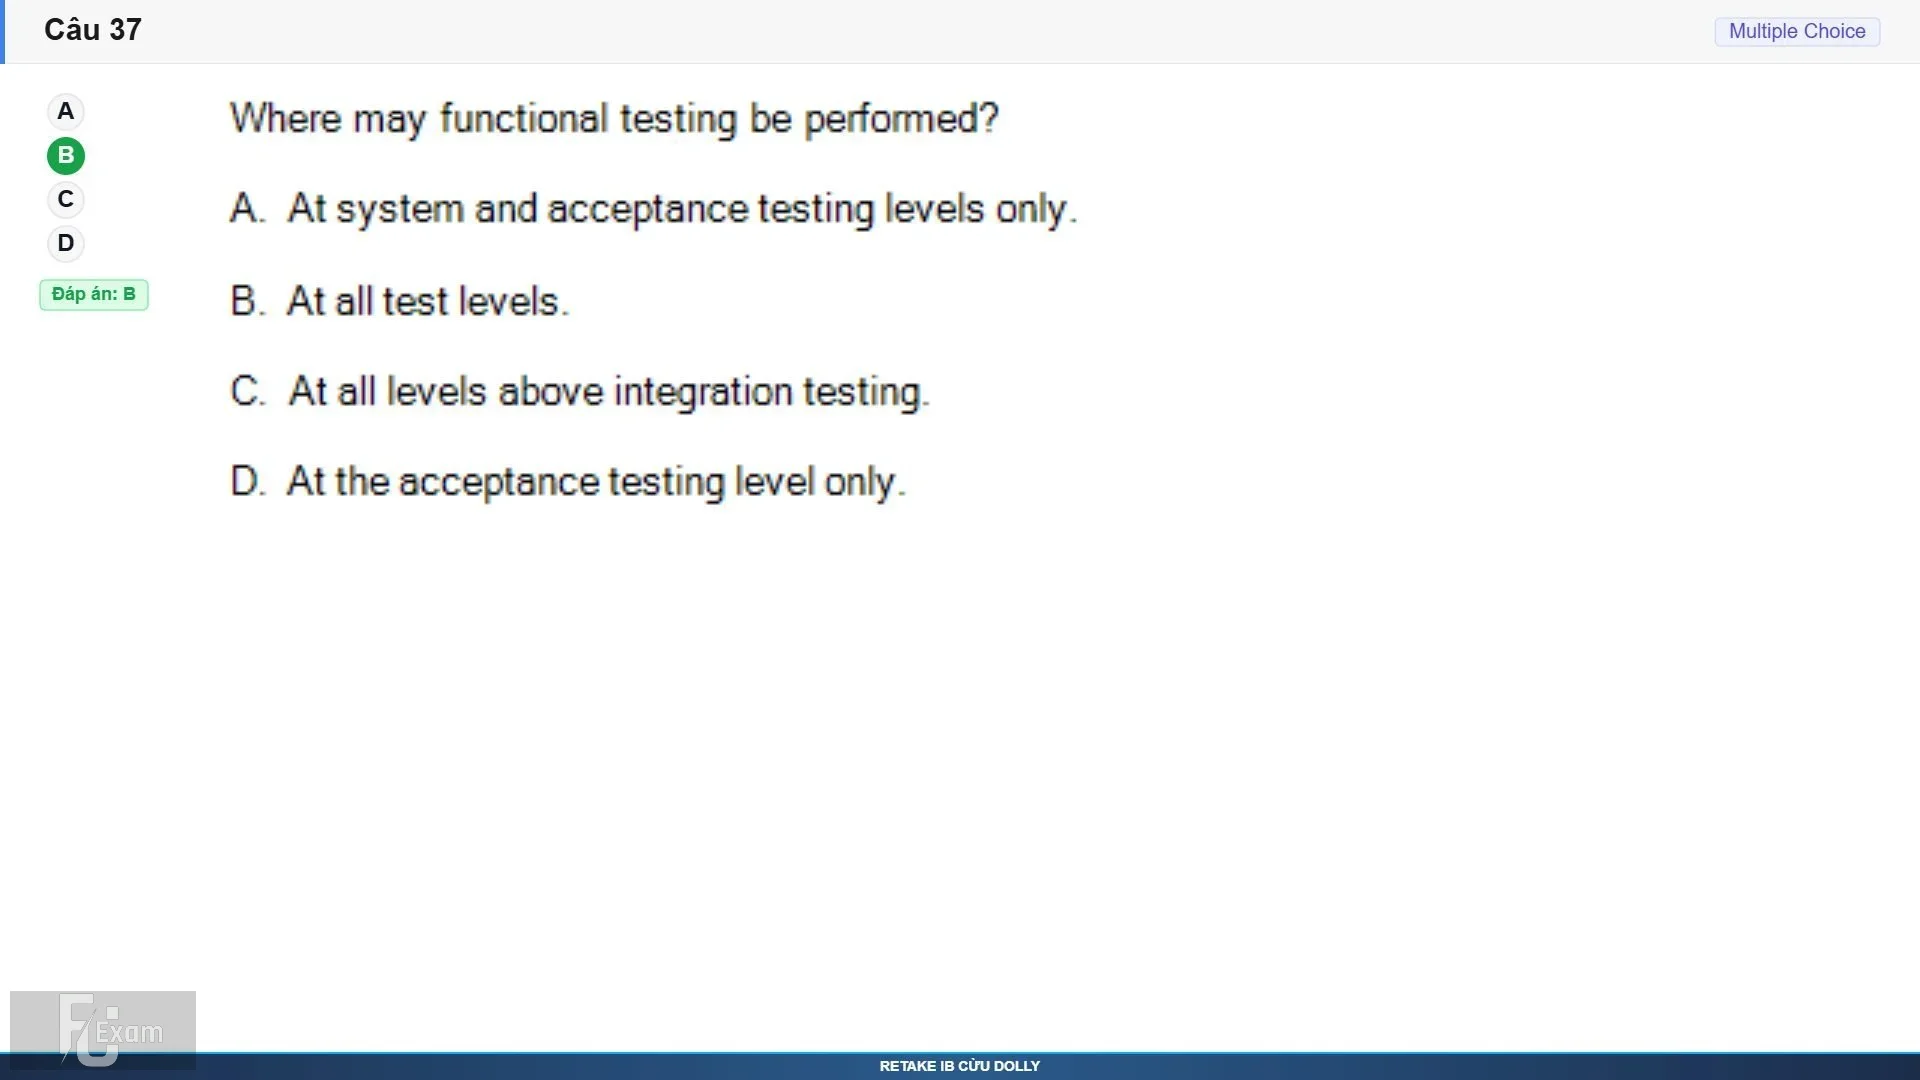 Câu 37
Multiple Choice
A
B
C
D
Đáp án: B
Where may functional testing be performed?
A. At system and acceptance testing levels only.
B. At all test levels.
C. At all levels above integration testing.
D. At the acceptance testing level only.
FU Exam
RETAKE IB CỪU DOLLY